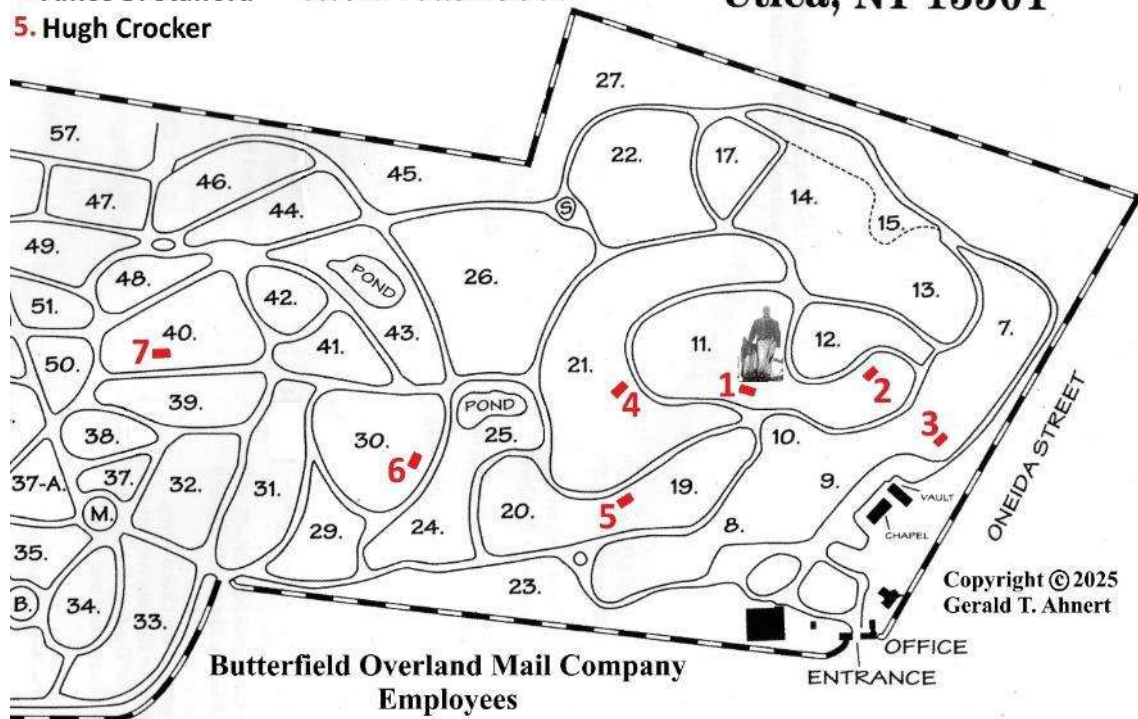 Utica, NY 13501
5. Hugh Crocker
27.
57.
22.
17.
45.
46.
47.
44.
14.
S
15.
49.
POND
26.
48.
42.
13.
51.
7.
40.
43.
12.
11.
41.
7
21.
50.
1
2
4
39.
POND
3
ONEIDA STREET
38.
30.
25.
10.
6
37-A.
37.
32.
31.
19.
9.
VAULT
M.
20.
5
29.
24.
8.
CHAPEL
35.
23.
Copyright © 2025
Gerald T. Ahnert
B.
34.
33.
OFFICE
ENTRANCE
Butterfield Overland Mail Company
Employees